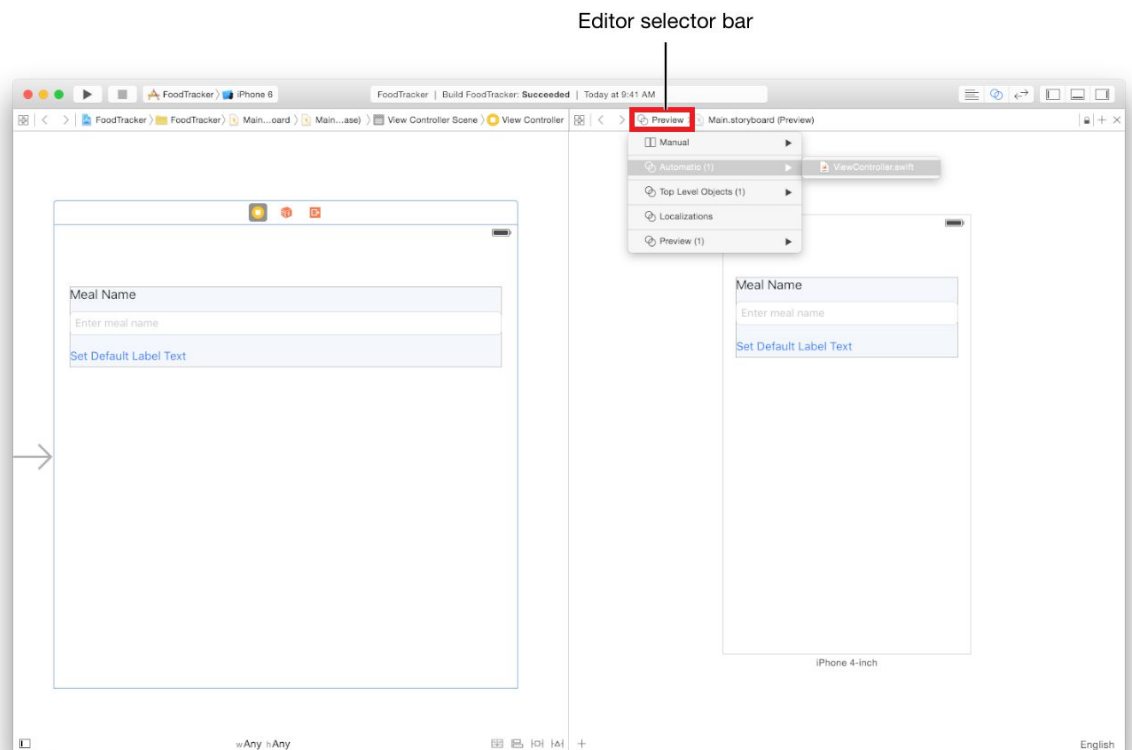 Editor selector bar
FoodTracker iPhone 6 FoodTracker | Build FoodTracker: Succeeded | Today at 9:41 AM
FoodTracker FoodTracker Main...oard Main...ase) View Controller Scene View Controller Preview Main.storyboard (Preview)
Manual
Automatic (1) ViewController.swift
Top Level Objects (1)
Localizations
Preview (1)
Meal Name
Enter meal name
Set Default Label Text
Meal Name
Enter meal name
Set Default Label Text
iPhone 4-inch
wAny hAny English